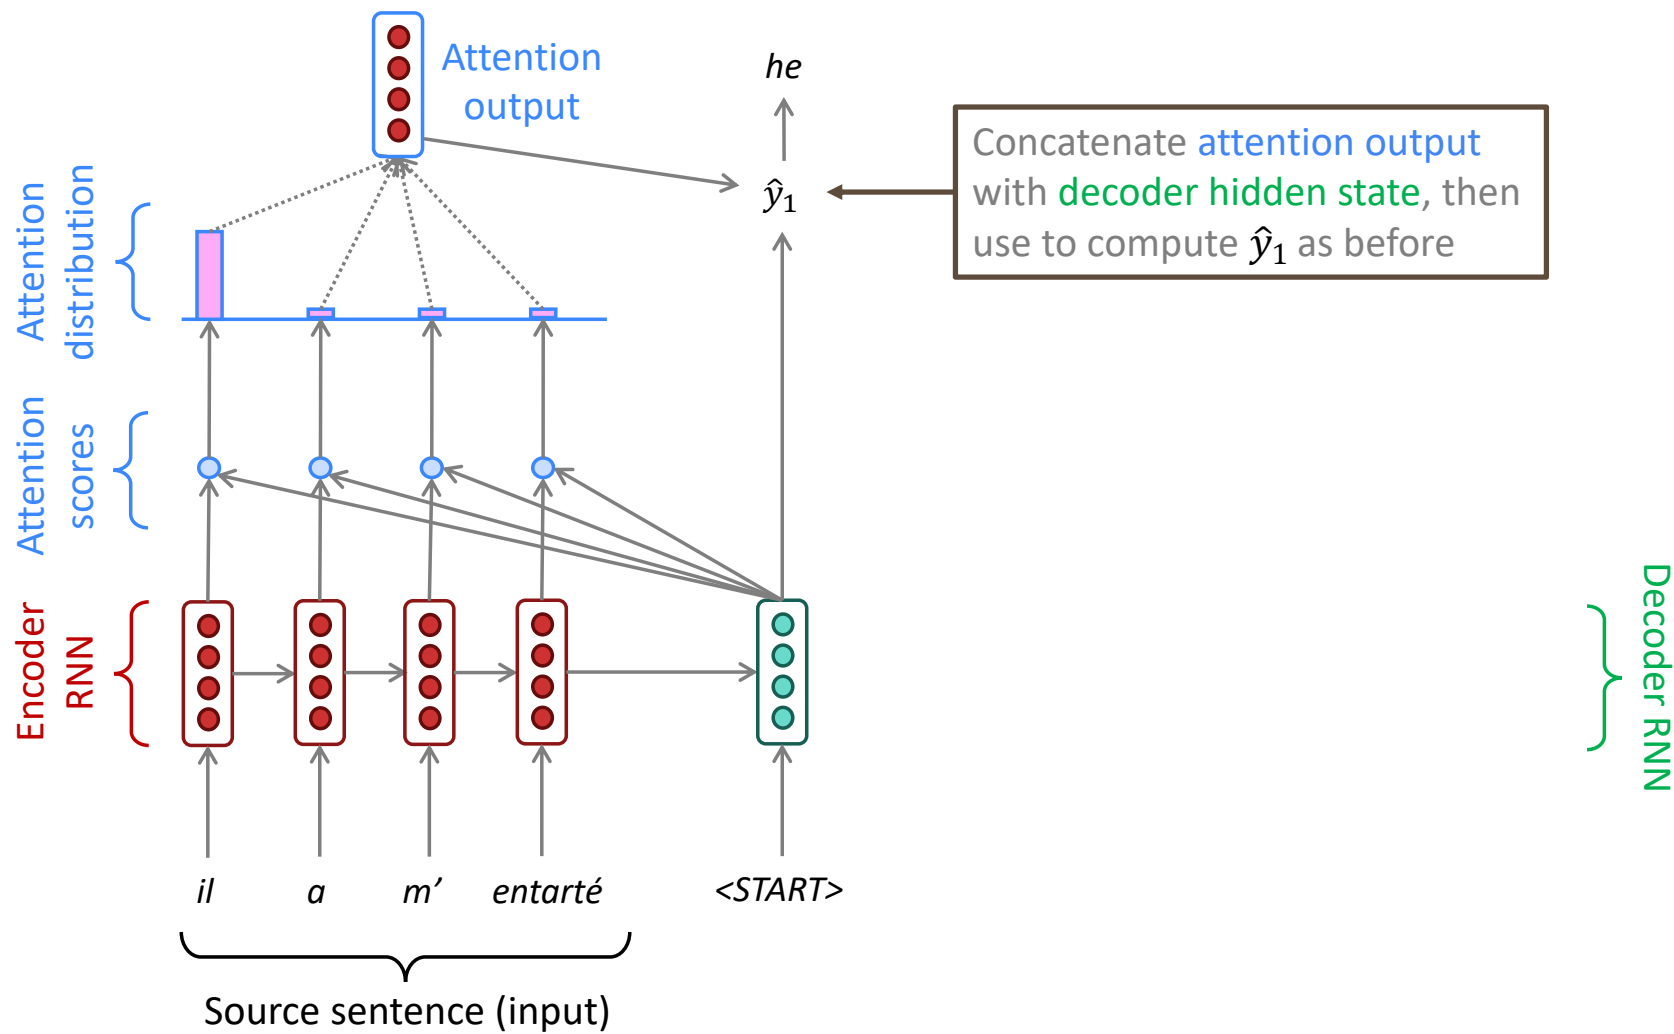 Attention
output
he
ŷ₁
Concatenate attention output
with decoder hidden state, then
use to compute ŷ₁ as before
Attention
distribution
Attention
scores
Encoder
RNN
Decoder RNN
il a m’ entarté <START>
Source sentence (input)